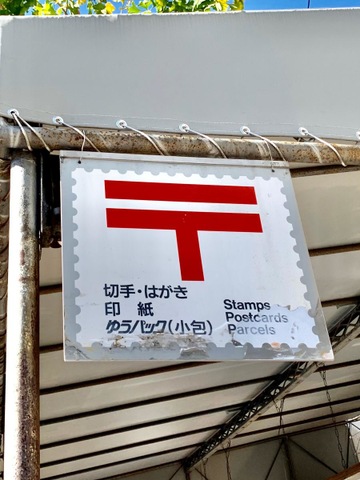 〒
切手・はがき
印 紙
ゆうパック(小包)
Stamps
Postcards
Parcels